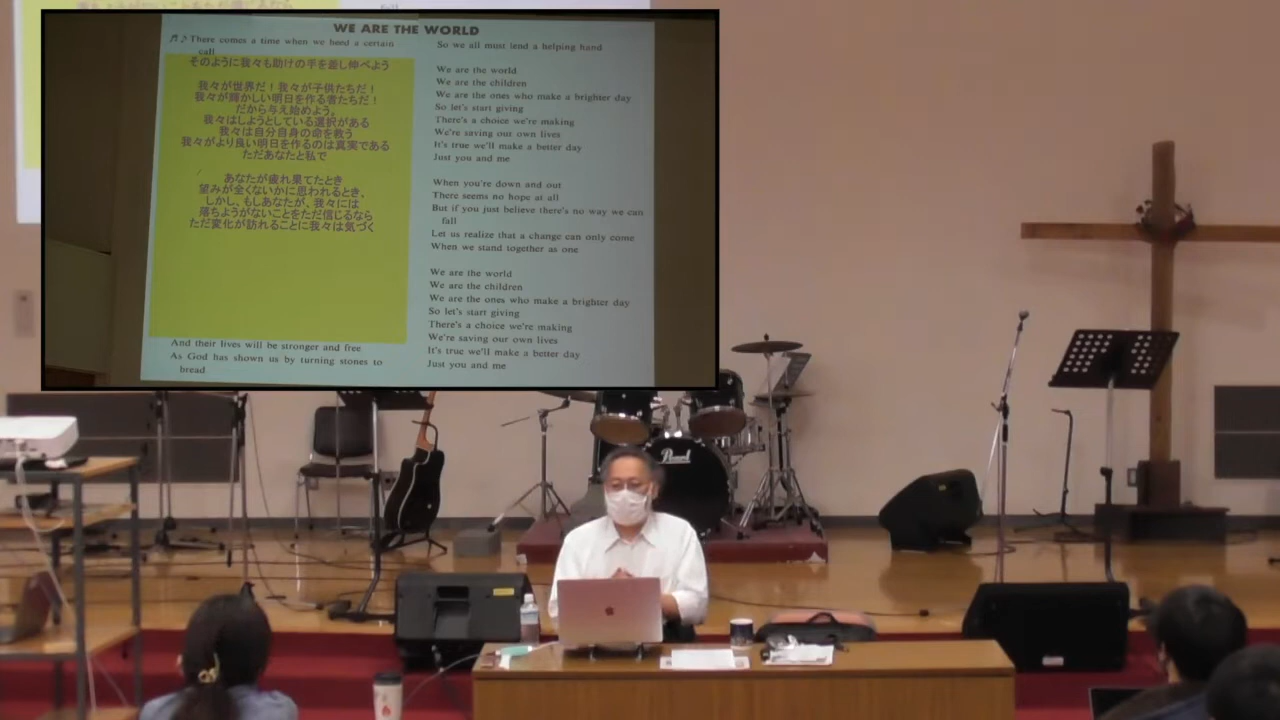 WE ARE THE WORLD
There comes a time when we bend a certain
call
そのように我々も助けの手を差し伸べよう
我々が世界だ！我々が子供たちだ！
我々が輝かしい明日を作る者たちだ！
だから与え始めよう。
我々はしようとしている選択がある
我々は自分自身の命を救う
我々がより良い明日を作るのは真実である
ただあなたと私で
あなたが疲れ果てたとき
望みが全くないかに思われるとき、
しかし、もしあなたが、我々には
落ちようがないことをただ信じるなら
ただ変化が訪れることに我々は気づく
And their lives will be stronger and free
As God has shown us by turning stones to
bread
So we all must lend a helping hand
We are the world
We are the children
We are the ones who make a brighter day
So let's start giving
There's a choice we're making
We're saving our own lives
It's true we'll make a better day
Just you and me
When you're down and out
There seems no hope at all
But if you just believe there's no way we can
fall
Let us realize that a change can only come
When we stand together as one
We are the world
We are the children
We are the ones who make a brighter day
So let's start giving
There's a choice we're making
We're saving our own lives
It's true we'll make a better day
Just you and me
Pearl